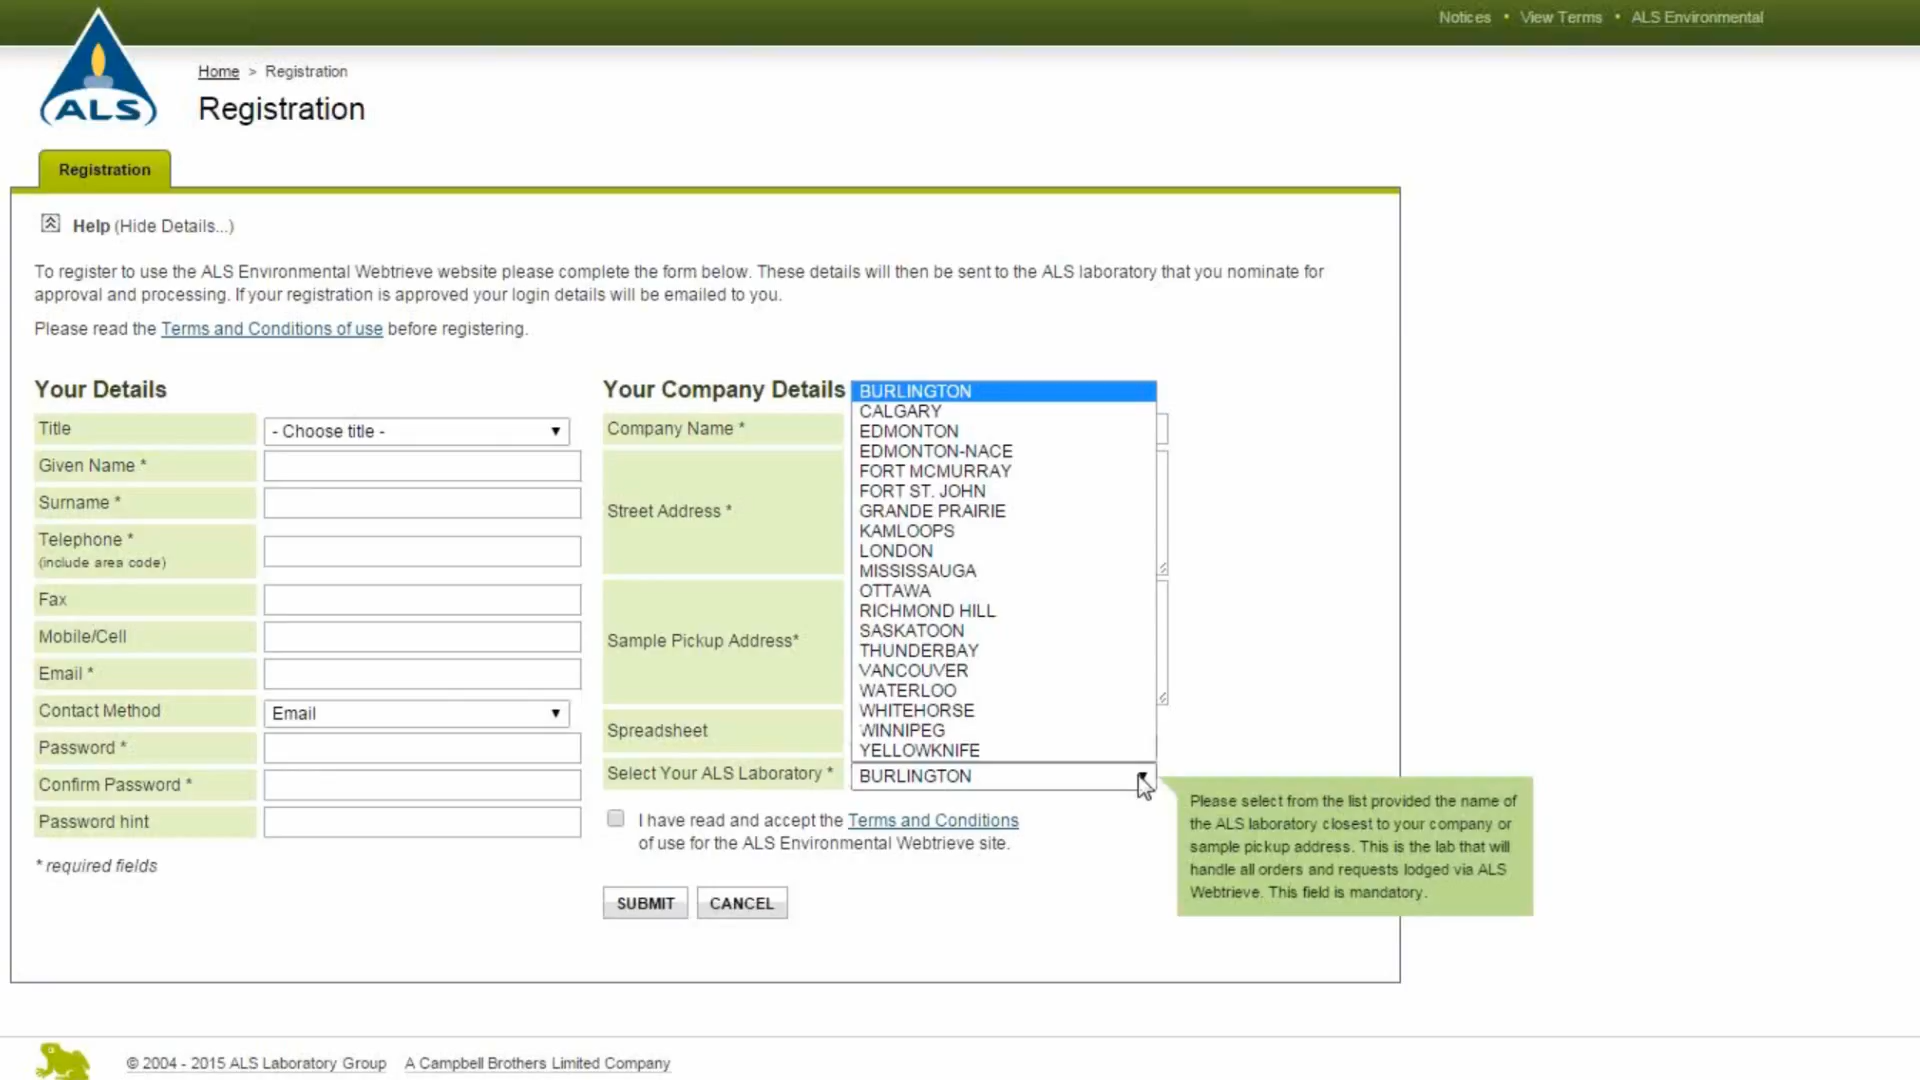 Notices • View Terms • ALS Environmental
ALS
Home > Registration
Registration
Registration
Help (Hide Details...)
To register to use the ALS Environmental Webtrieve website please complete the form below. These details will then be sent to the ALS laboratory that you nominate for
approval and processing. If your registration is approved your login details will be emailed to you.
Please read the Terms and Conditions of use before registering.
Your Details
Title
- Choose title -
Given Name *
Surname *
Telephone *
(include area code)
Fax
Mobile/Cell
Email *
Contact Method
Email
Password *
Confirm Password *
Password hint
* required fields
Your Company Details
Company Name *
Street Address *
Sample Pickup Address*
Spreadsheet
Select Your ALS Laboratory *
BURLINGTON
CALGARY
EDMONTON
EDMONTON-NACE
FORT MCMURRAY
FORT ST. JOHN
GRANDE PRAIRIE
KAMLOOPS
LONDON
MISSISSAUGA
OTTAWA
RICHMOND HILL
SASKATOON
THUNDERBAY
VANCOUVER
WATERLOO
WHITEHORSE
WINNIPEG
YELLOWKNIFE
BURLINGTON
Please select from the list provided the name of
the ALS laboratory closest to your company or
sample pickup address. This is the lab that will
handle all orders and requests lodged via ALS
Webtrieve. This field is mandatory.
I have read and accept the Terms and Conditions
of use for the ALS Environmental Webtrieve site.
SUBMIT
CANCEL
© 2004 - 2015 ALS Laboratory Group A Campbell Brothers Limited Company